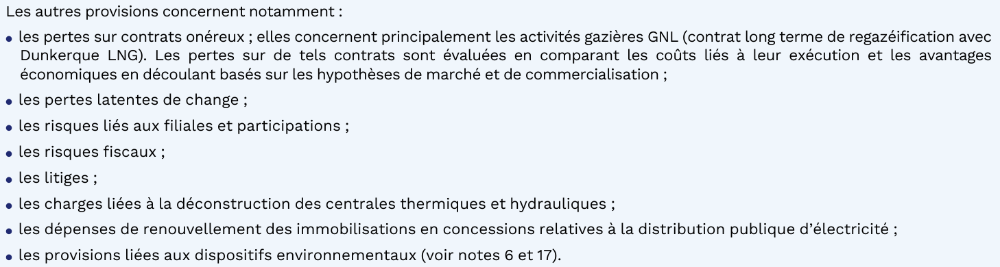 Les autres provisions concernent notamment :
• les pertes sur contrats onéreux ; elles concernent principalement les activités gazières GNL (contrat long terme de regazéification avec
Dunkerque LNG). Les pertes sur de tels contrats sont évaluées en comparant les coûts liés à leur exécution et les avantages
économiques en découlant basés sur les hypothèses de marché et de commercialisation ;
• les pertes latentes de change ;
• les risques liés aux filiales et participations ;
• les risques fiscaux ;
• les litiges ;
• les charges liées à la déconstruction des centrales thermiques et hydrauliques ;
• les dépenses de renouvellement des immobilisations en concessions relatives à la distribution publique d’électricité ;
• les provisions liées aux dispositifs environnementaux (voir notes 6 et 17).